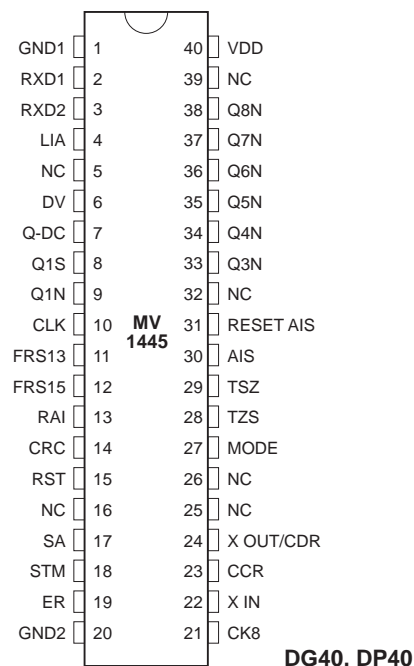 GND1 1 40 VDD
RXD1 2 39 NC
RXD2 3 38 Q8N
LIA 4 37 Q7N
NC 5 36 Q6N
DV 6 35 Q5N
Q-DC 7 34 Q4N
Q1S 8 33 Q3N
Q1N 9 32 NC
CLK 10 MV 31 RESET AIS
1445
FRS13 11 30 AIS
FRS15 12 29 TSZ
RAI 13 28 TZS
CRC 14 27 MODE
RST 15 26 NC
NC 16 25 NC
SA 17 24 X OUT/CDR
STM 18 23 CCR
ER 19 22 X IN
GND2 20 21 CK8
DG40, DP40